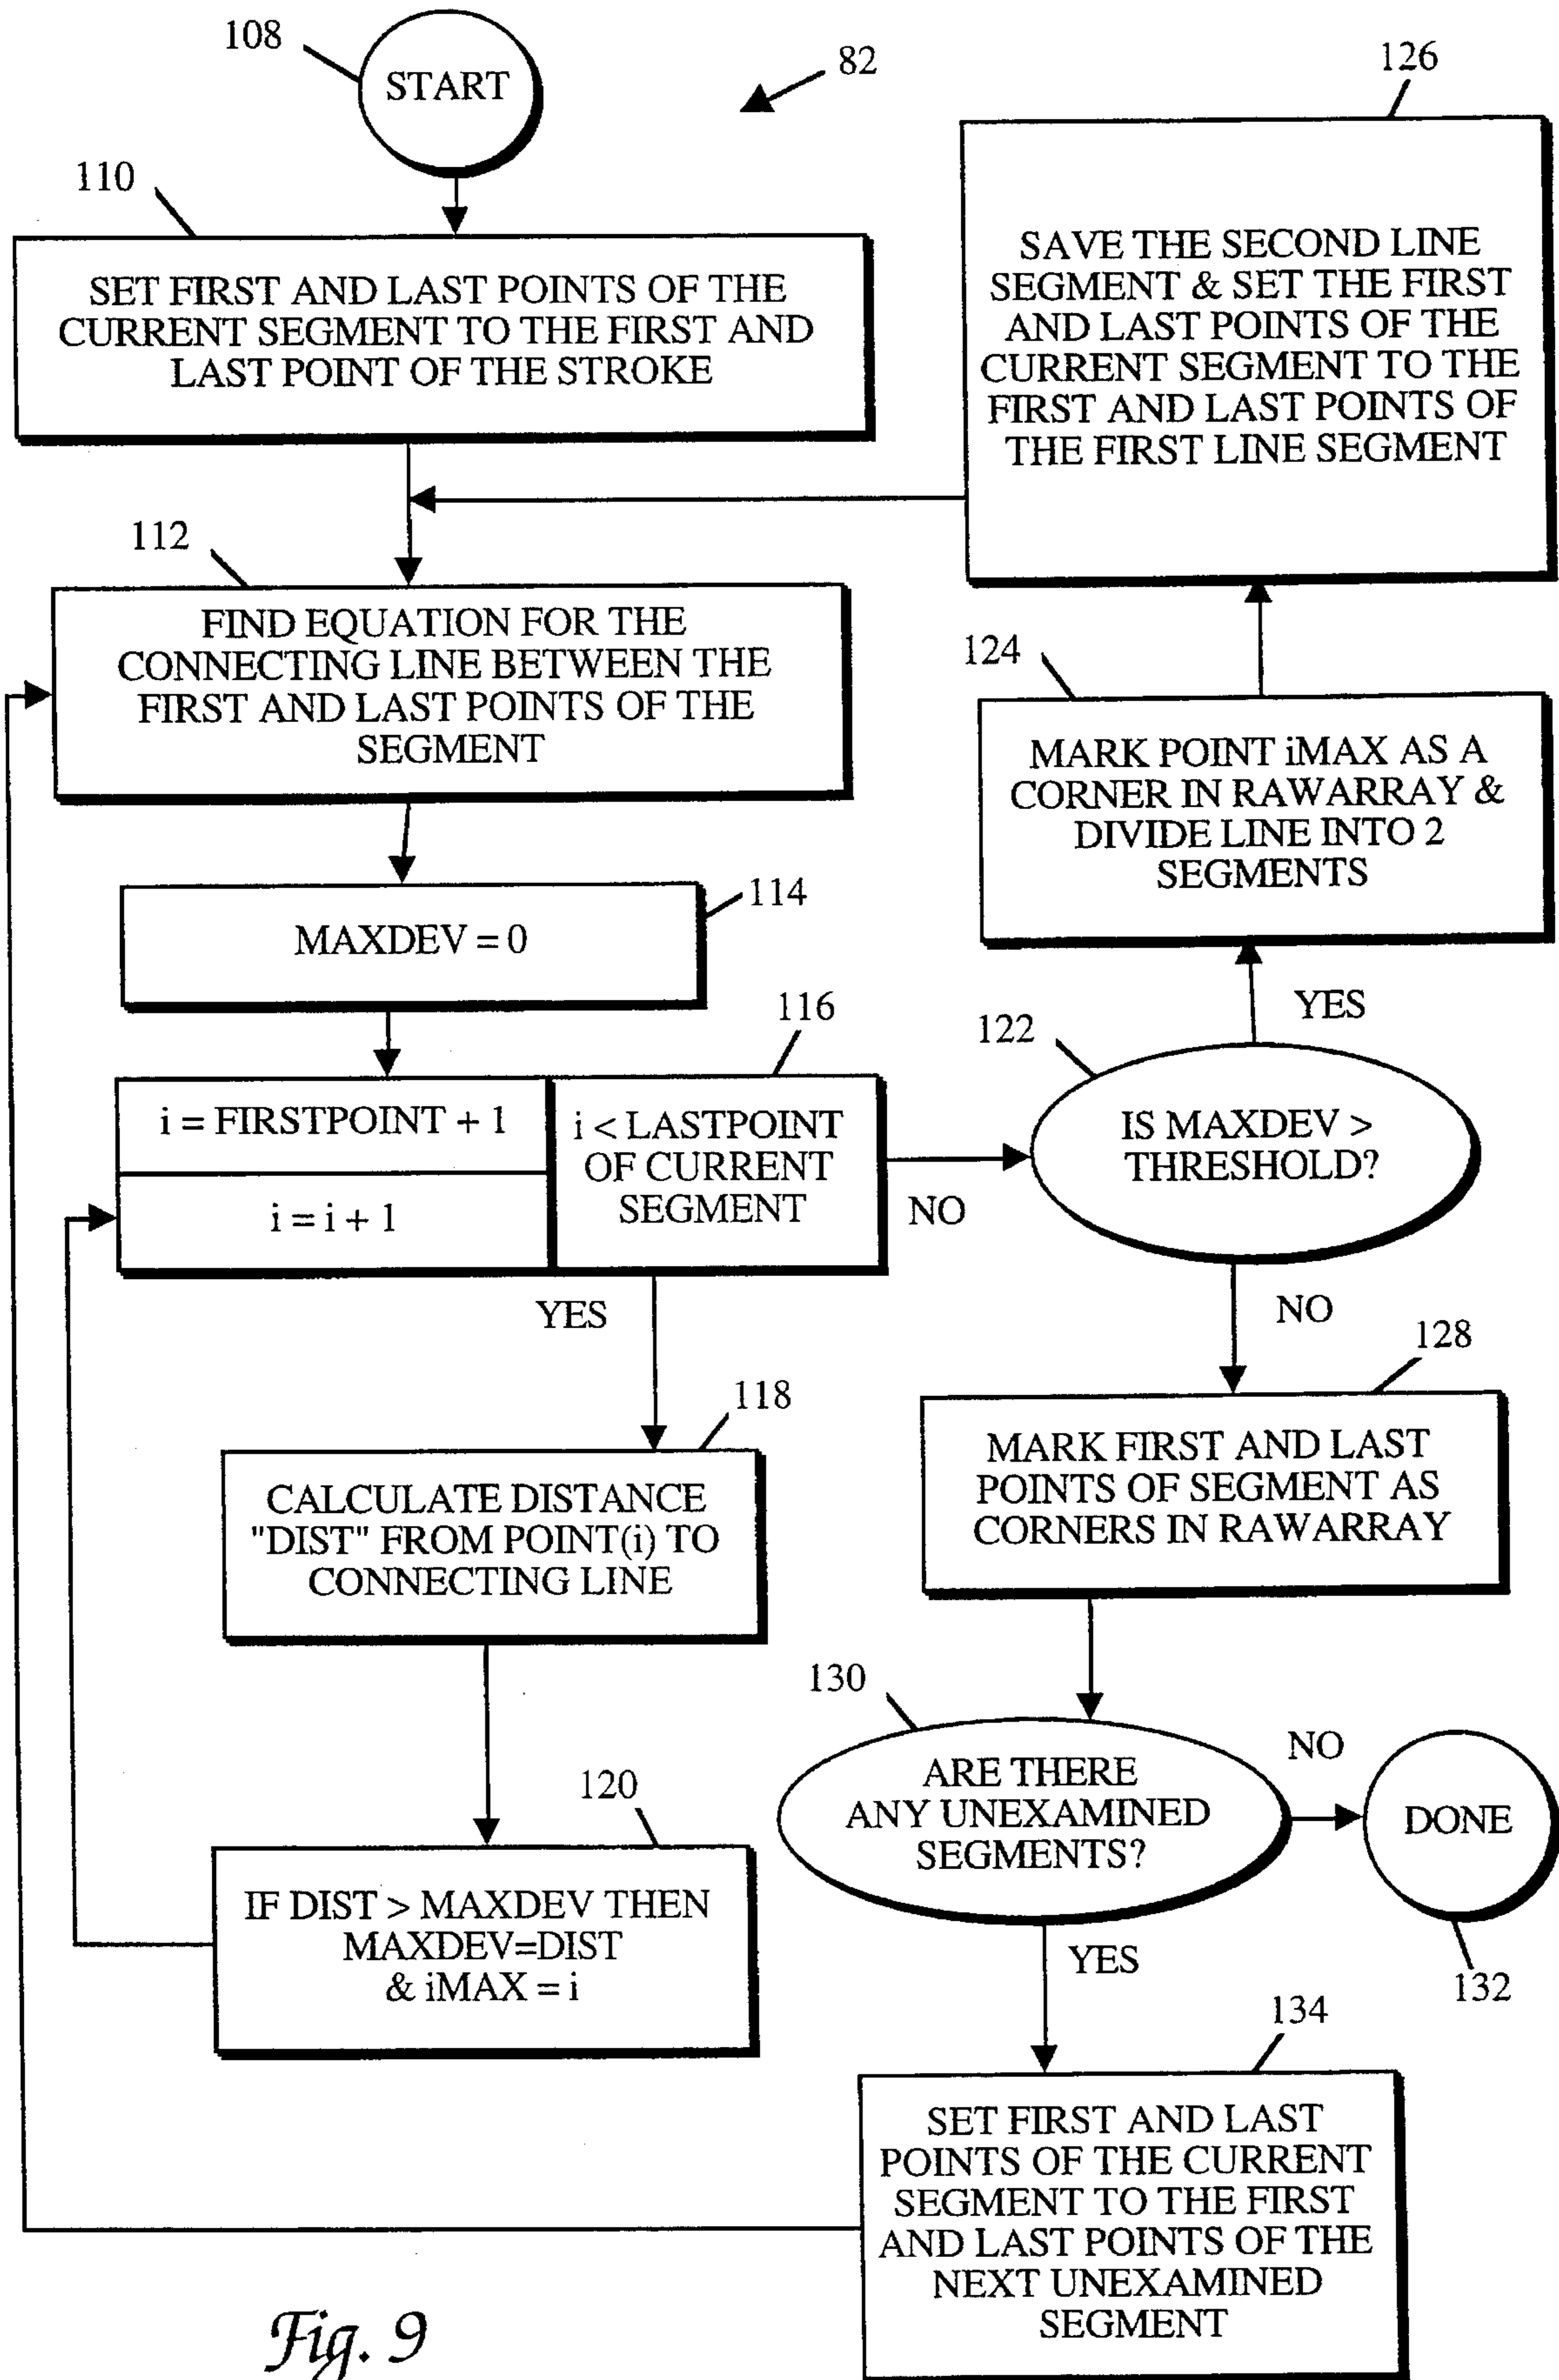 108
START
82
110
SET FIRST AND LAST POINTS OF THE
CURRENT SEGMENT TO THE FIRST AND
LAST POINT OF THE STROKE
126
SAVE THE SECOND LINE
SEGMENT & SET THE FIRST
AND LAST POINTS OF THE
CURRENT SEGMENT TO THE
FIRST AND LAST POINTS OF
THE FIRST LINE SEGMENT
112
FIND EQUATION FOR THE
CONNECTING LINE BETWEEN THE
FIRST AND LAST POINTS OF THE
SEGMENT
124
MARK POINT iMAX AS A
CORNER IN RAWARRAY &
DIVIDE LINE INTO 2
SEGMENTS
114
MAXDEV = 0
116
i = FIRSTPOINT + 1
i = i + 1
i < LASTPOINT
OF CURRENT
SEGMENT
NO
YES
122
YES
IS MAXDEV >
THRESHOLD?
NO
118
CALCULATE DISTANCE
"DIST" FROM POINT(i) TO
CONNECTING LINE
128
MARK FIRST AND LAST
POINTS OF SEGMENT AS
CORNERS IN RAWARRAY
120
IF DIST > MAXDEV THEN
MAXDEV=DIST
& iMAX = i
130
ARE THERE
ANY UNEXAMINED
SEGMENTS?
NO
DONE
132
YES
134
SET FIRST AND LAST
POINTS OF THE CURRENT
SEGMENT TO THE FIRST
AND LAST POINTS OF THE
NEXT UNEXAMINED
SEGMENT
Fig. 9